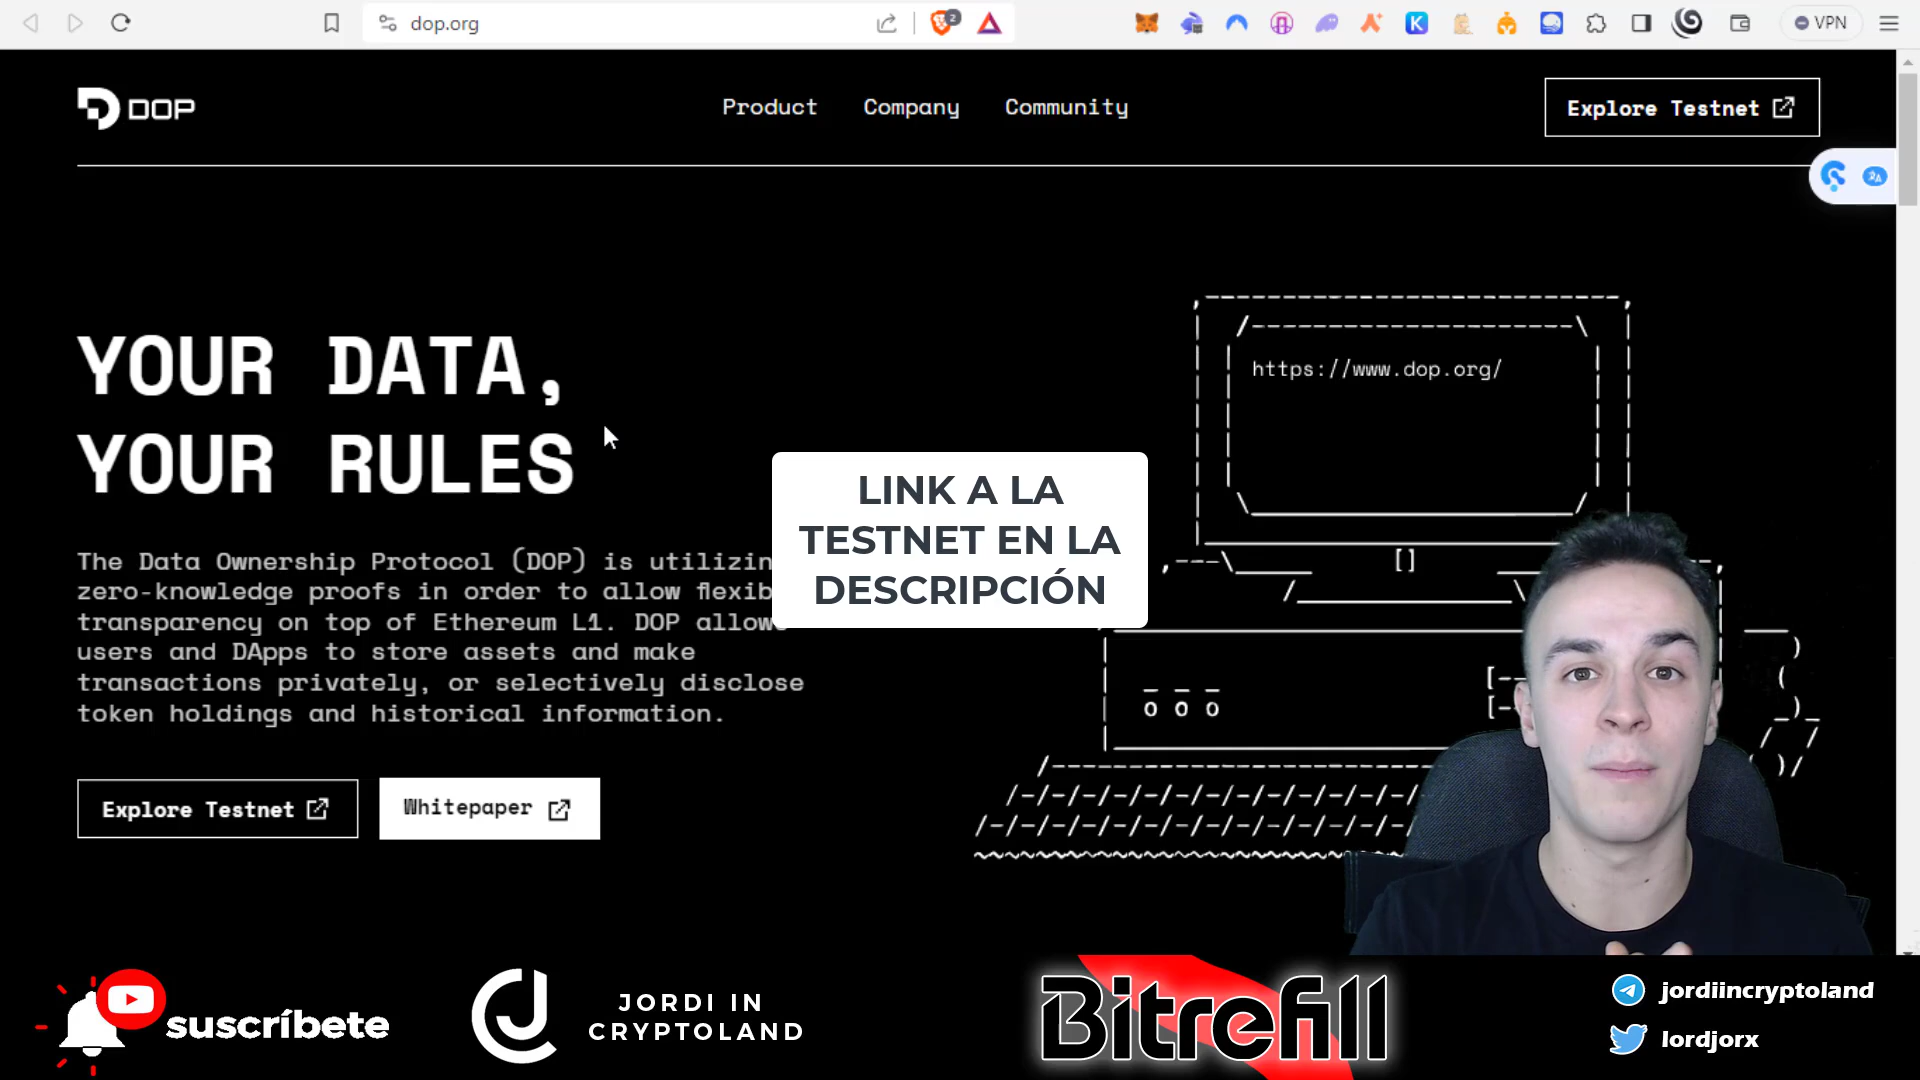 dop.org
2
VPN
DOP
Product
Company
Community
Explore Testnet
YOUR DATA,
YOUR RULES
https://www.dop.org/
LINK A LA
TESTNET EN LA
DESCRIPCIÓN
The Data Ownership Protocol (DOP) is
zero-knowledge proofs in order to allow
transparency on top of Ethereum L1. DOP
users and DApps to store assets and make
transactions privately, or selectively disclose
token holdings and historical information.
Explore Testnet
Whitepaper
suscríbete
JORDI IN
CRYPTOLAND
Bitrefill
jordiincryptoland
lordjorx